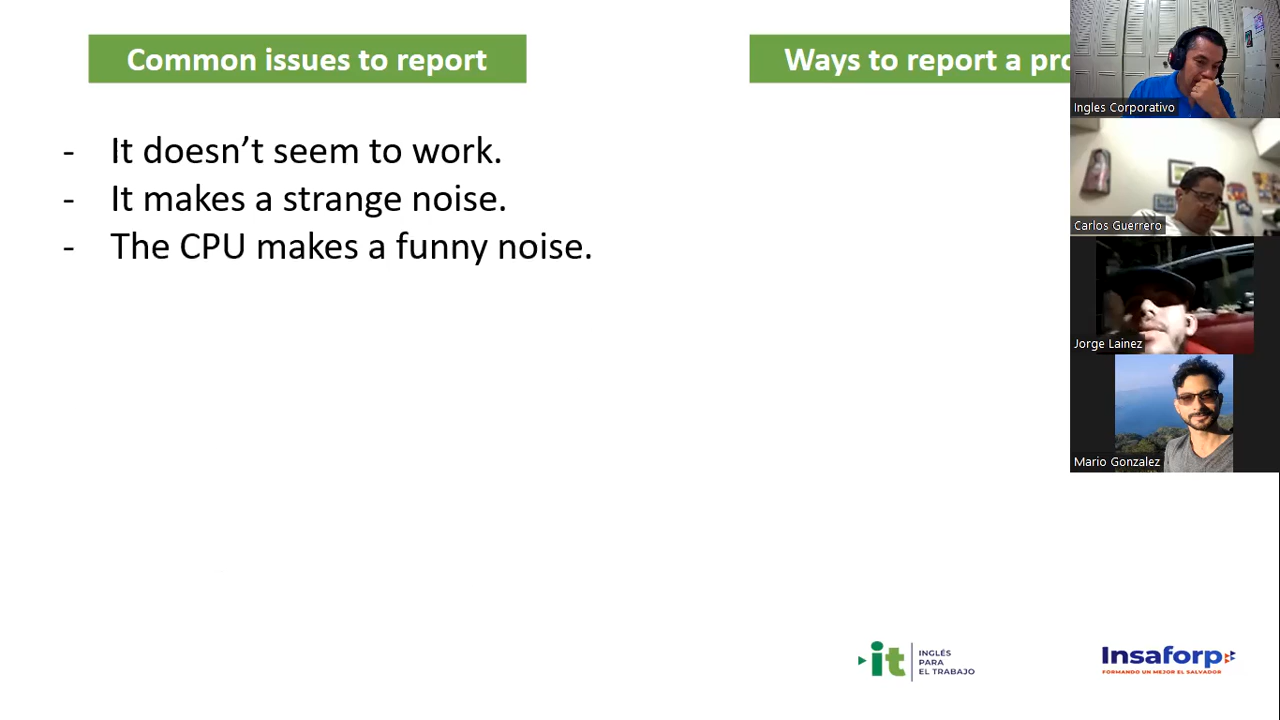 Common issues to report
Ways to report a pro
- It doesn't seem to work.
- It makes a strange noise.
- The CPU makes a funny noise.
Ingles Corporativo
Carlos Guerrero
Jorge Lainez
Mario Gonzalez
it
INGLÉS
PARA
EL TRABAJO
Insaforp
FORMANDO UN MEJOR EL SALVADOR